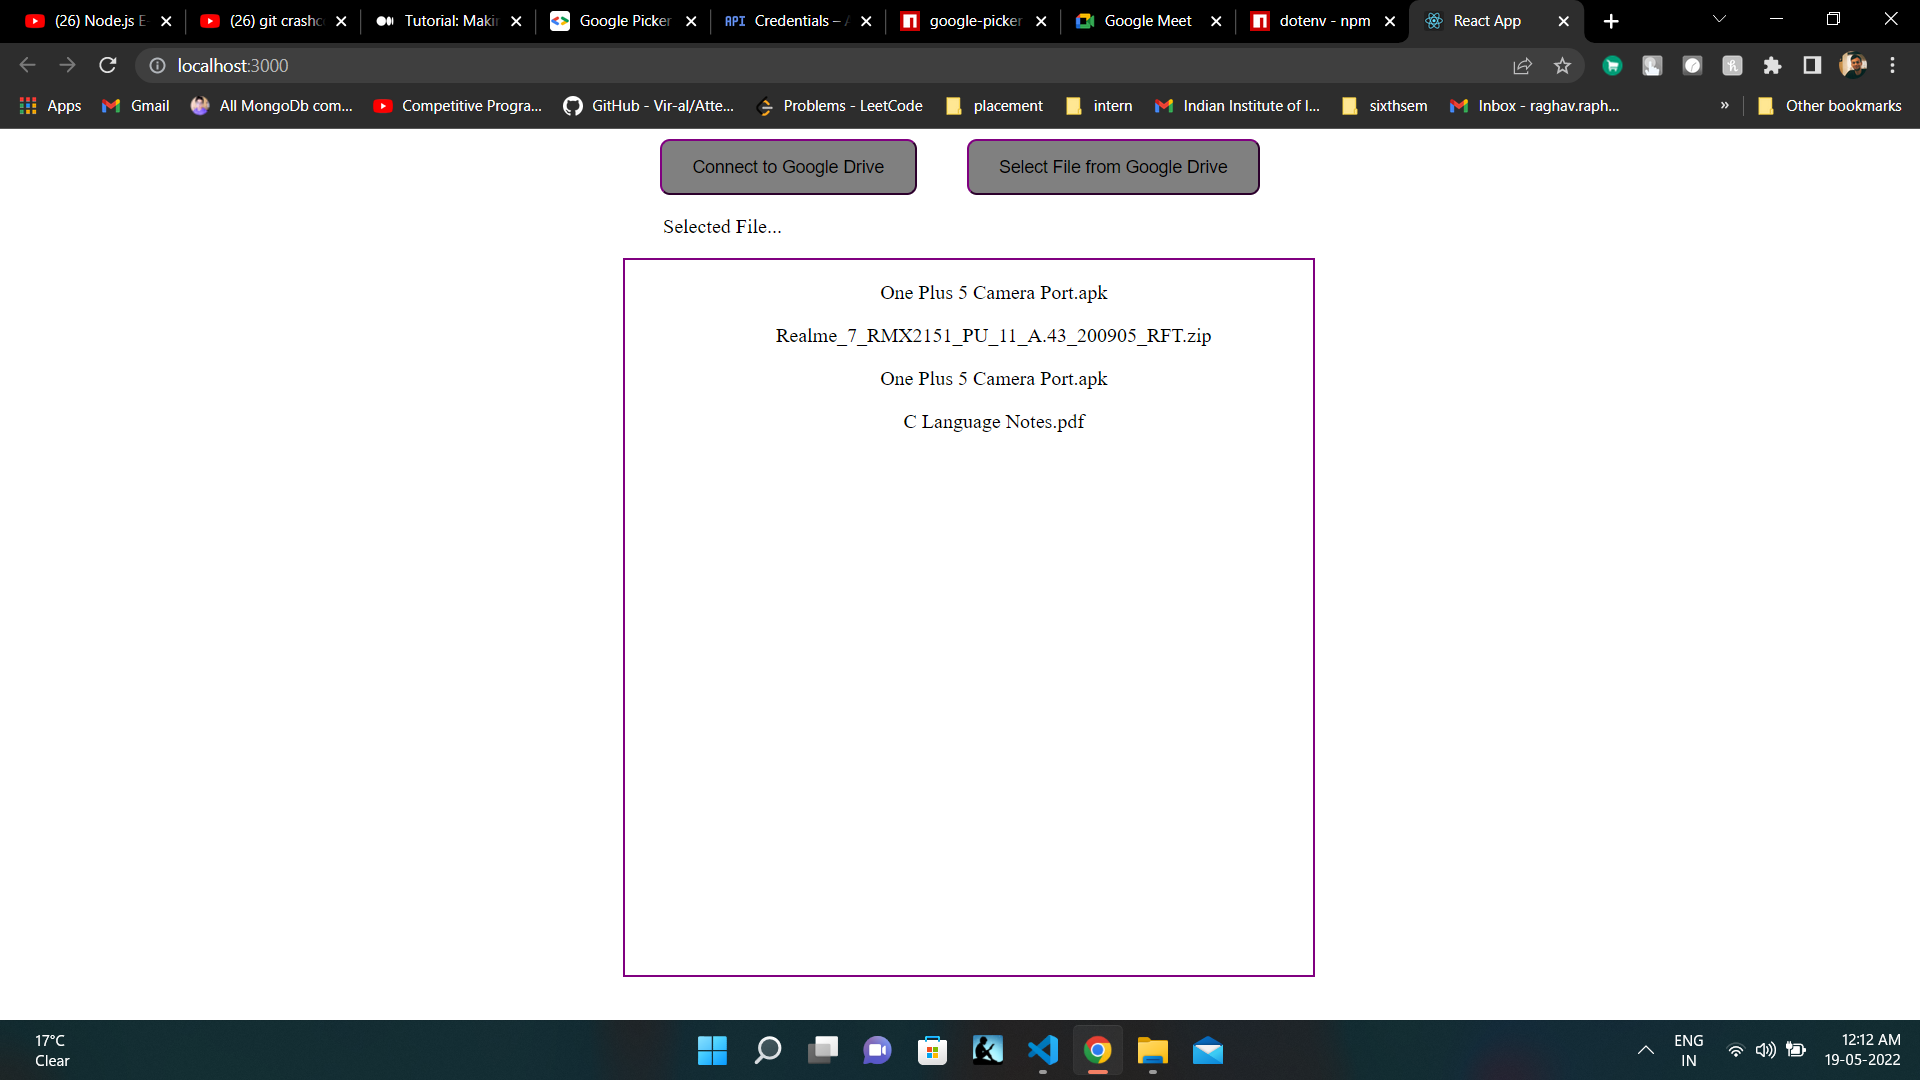 (26) Node.js E
(26) git crashc
Tutorial: Makin
Google Picker
API Credentials –
google-picker
Google Meet
dotenv - npm
React App
localhost:3000
Apps
Gmail
All MongoDb com...
Competitive Progra...
GitHub - Vir-al/Atte...
Problems - LeetCode
placement
intern
Indian Institute of I...
sixthsem
Inbox - raghav.raph...
»
Other bookmarks
Connect to Google Drive
Select File from Google Drive
Selected File...
One Plus 5 Camera Port.apk
Realme_7_RMX2151_PU_11_A.43_200905_RFT.zip
One Plus 5 Camera Port.apk
C Language Notes.pdf
17°C
Clear
ENG
IN
12:12 AM
19-05-2022